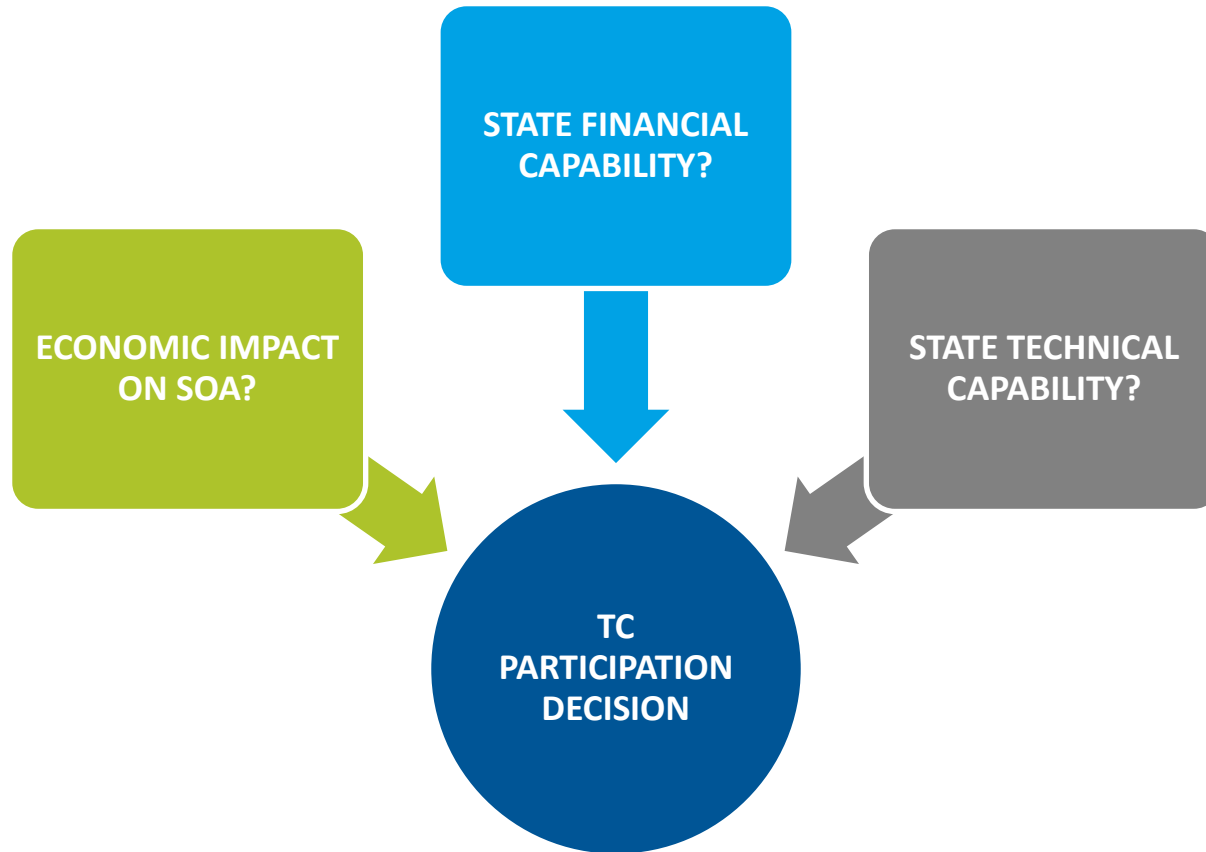 STATE FINANCIAL
CAPABILITY?
ECONOMIC IMPACT
ON SOA?
STATE TECHNICAL
CAPABILITY?
TC
PARTICIPATION
DECISION